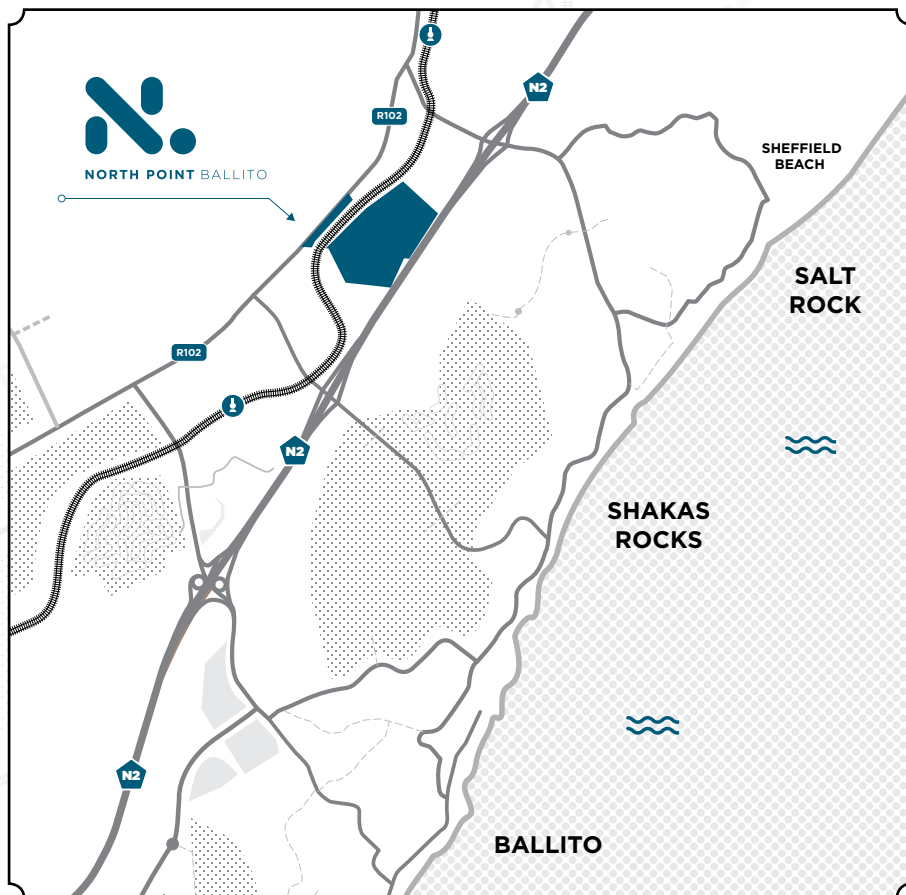 N2
R102
NORTH POINT BALLITO
SHEFFIELD
BEACH
SALT
ROCK
R102
N2
SHAKAS
ROCKS
N2
BALLITO